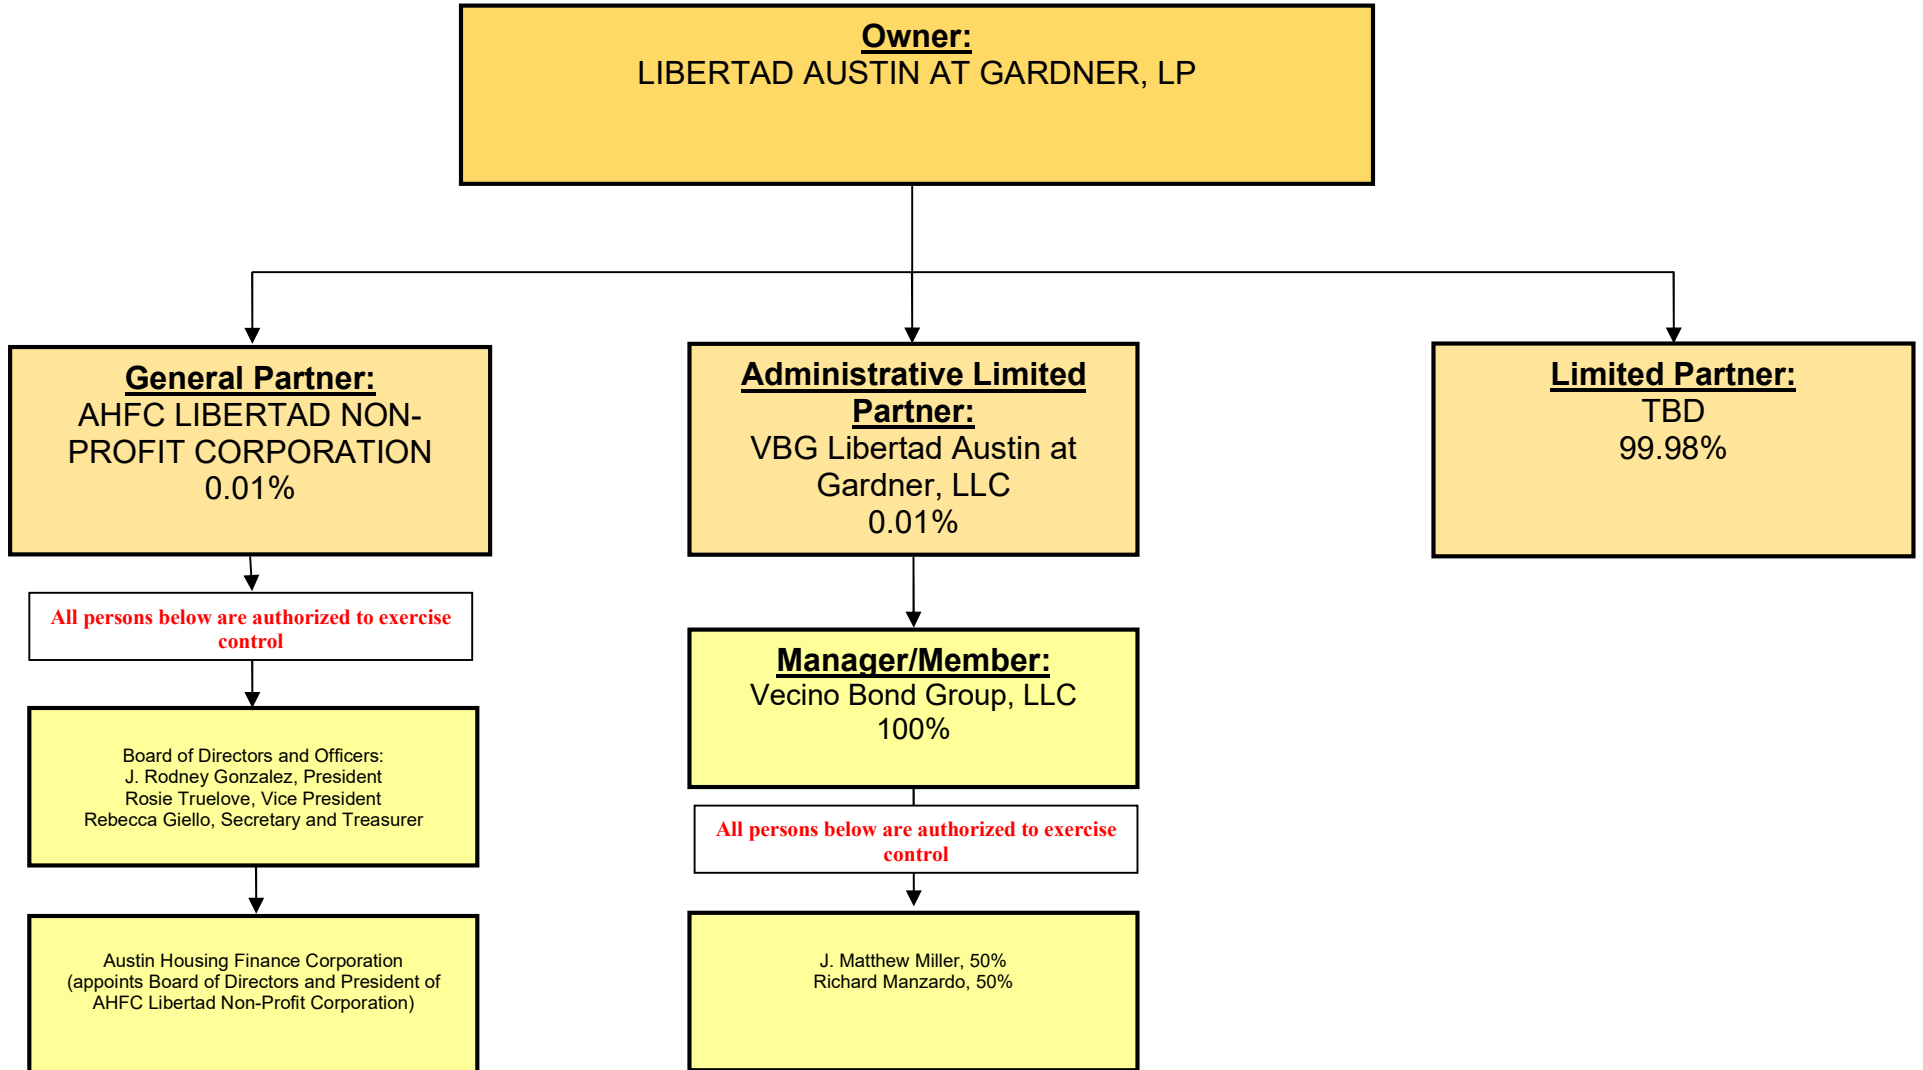 Owner:
LIBERTAD AUSTIN AT GARDNER, LP
General Partner:
AHFC LIBERTAD NON-
PROFIT CORPORATION
0.01%
All persons below are authorized to exercise
control
Board of Directors and Officers:
J. Rodney Gonzalez, President
Rosie Truelove, Vice President
Rebecca Giello, Secretary and Treasurer
Austin Housing Finance Corporation
(appoints Board of Directors and President of
AHFC Libertad Non-Profit Corporation)
Administrative Limited
Partner:
VBG Libertad Austin at
Gardner, LLC
0.01%
Manager/Member:
Vecino Bond Group, LLC
100%
All persons below are authorized to exercise
control
J. Matthew Miller, 50%
Richard Manzardo, 50%
Limited Partner:
TBD
99.98%